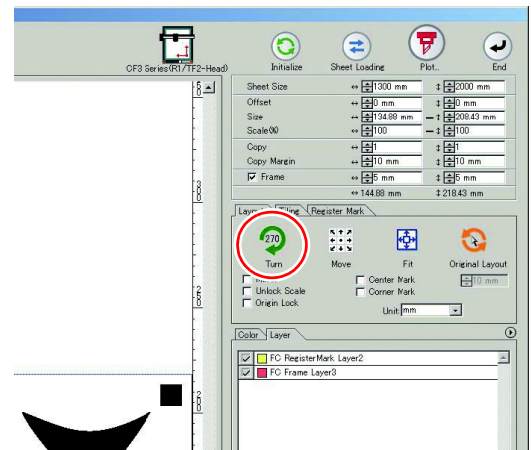 CF3 Series(R1/TF2-Head)
Initialize
Sheet Loading
Plot..
End
Sheet Size 1300 mm 2000 mm
Offset 0 mm 0 mm
Size 134.88 mm 208.43 mm
Scale(%) 100 100
Copy 1 1
Copy Margin 10 mm 10 mm
Frame 5 mm 5 mm
144.88 mm 218.43 mm
Tiling Register Mark
270
Turn
Move
Fit
Original Layout
Center Mark 10 mm
Unlock Scale Corner Mark
Origin Lock
Unit mm
Color Layer
FC RegisterMark Layer2
FC Frame Layer3